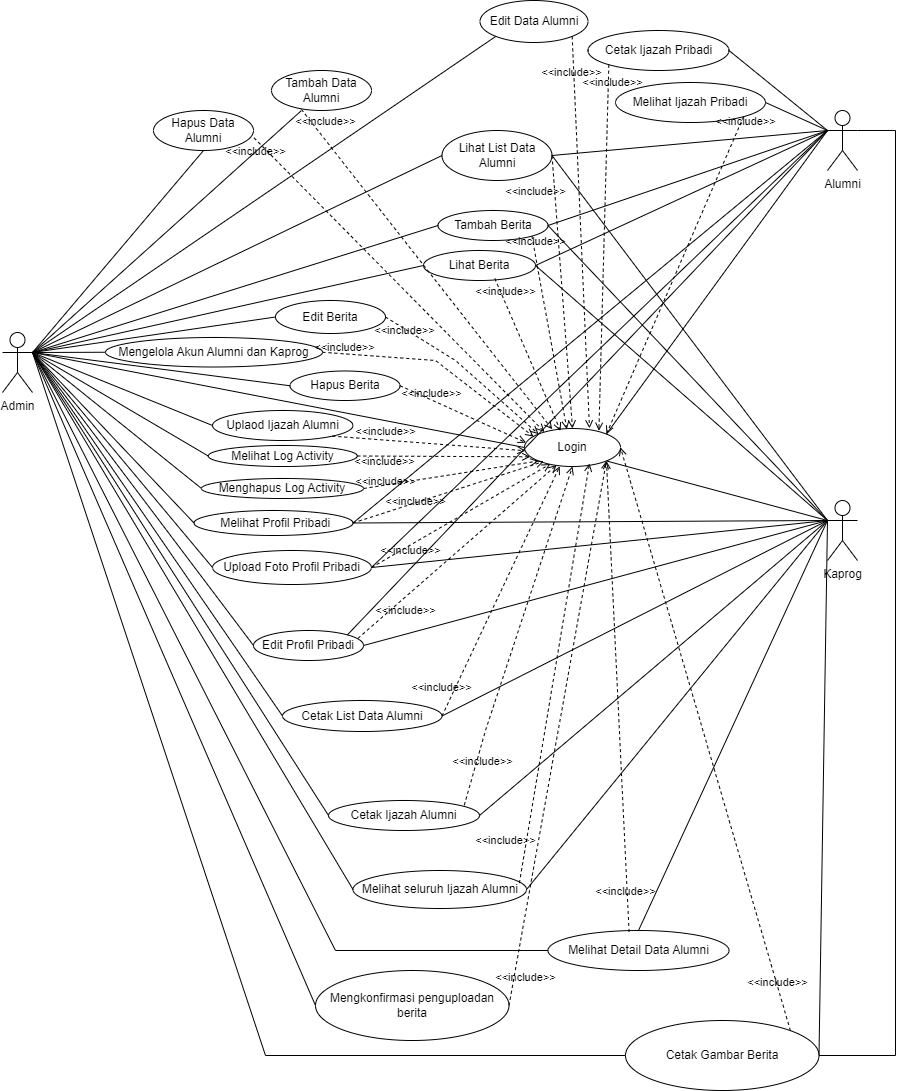 Edit Data Alumni
Cetak Ijazah Pribadi
<<include>>
<<include>>
Tambah Data
Alumni
Melihat Ijazah Pribadi
<<include>>
<<include>>
Hapus Data
Alumni
<<include>>
Lihat List Data
Alumni
Alumni
<<include>>
Tambah Berita
<<include>>
Lihat Berita
<<include>>
Edit Berita
<<include>>
Mengelola Akun Alumni dan Kaprog
<<include>>
Hapus Berita
<<include>>
Admin
Uplaod Ijazah Alumni
<<include>>
Login
Melihat Log Activity
<<include>>
Menghapus Log Activity
<<include>>
<<include>>
Melihat Profil Pribadi
<<include>>
Upload Foto Profil Pribadi
Kaprog
<<include>>
Edit Profil Pribadi
<<include>>
Cetak List Data Alumni
<<include>>
Cetak Ijazah Alumni
<<include>>
Melihat seluruh Ijazah Alumni
<<include>>
Melihat Detail Data Alumni
<<include>>
<<include>>
Mengkonfirmasi penguploadan
berita
Cetak Gambar Berita